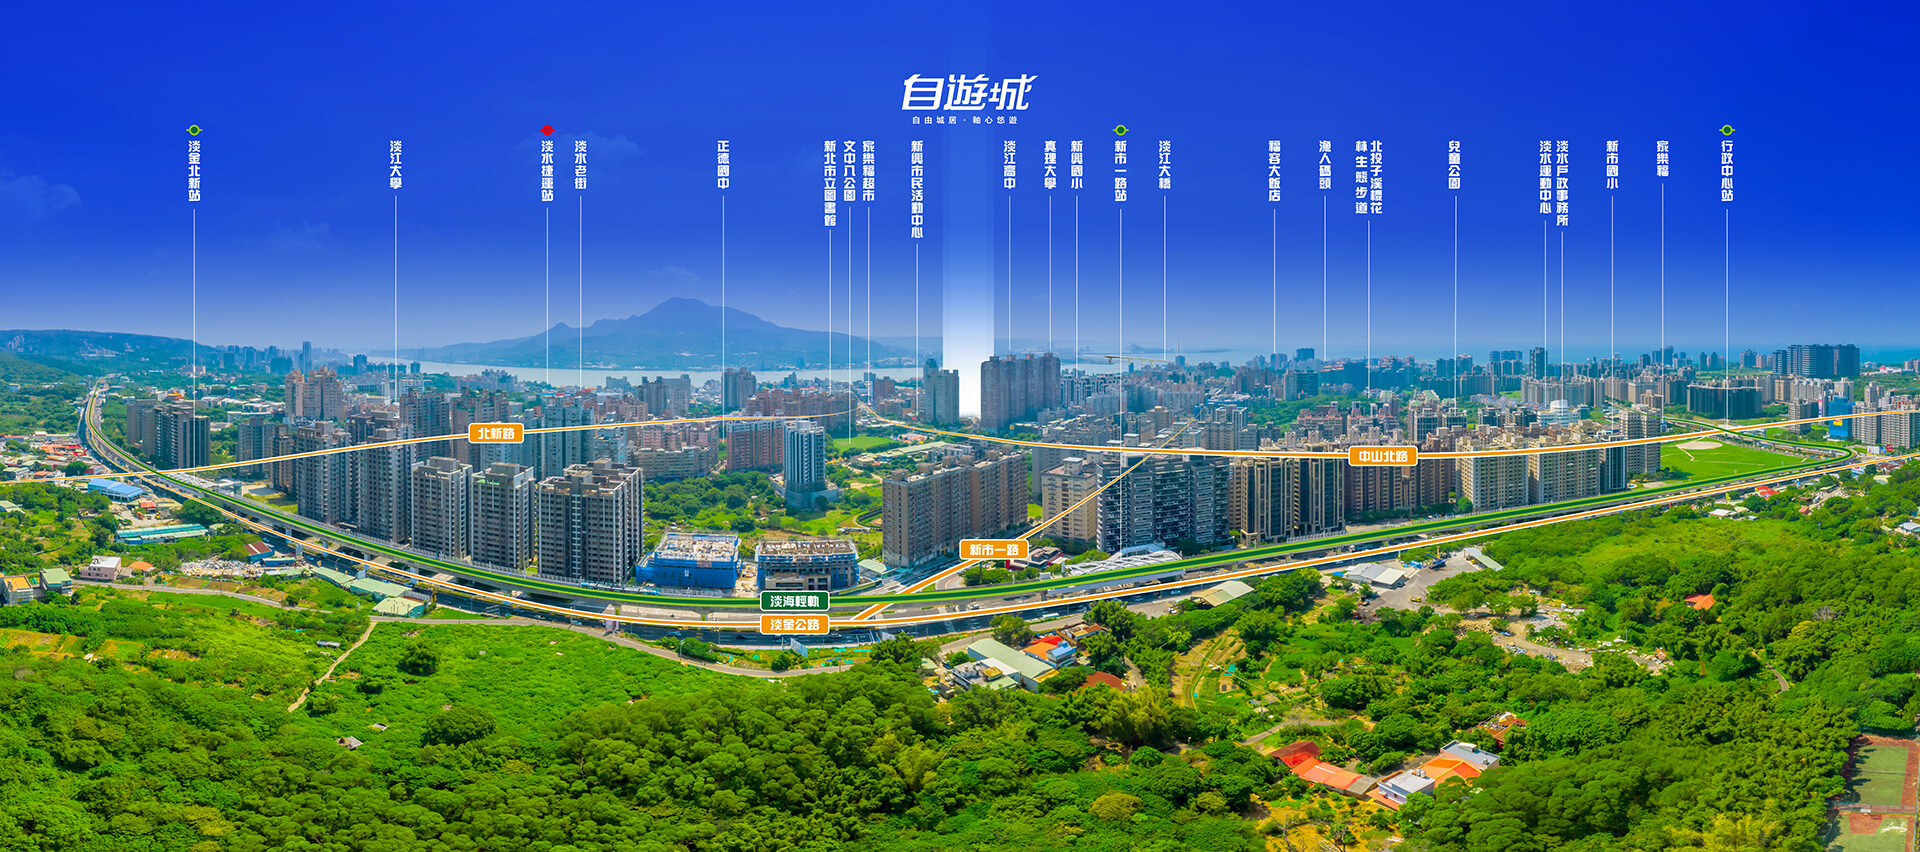 自遊城
自由城居・軸心悠遊
淡金北新站
淡江大學
淡水捷運站
淡水老街
正德國中
新北市立圖書館
文中八公園
家樂福超市
新興市民活動中心
淡江高中
真理大學
新興國小
新市一路站
淡江大橋
福容大飯店
漁人碼頭
北投子溪櫻花
林生態步道
兒童公園
淡水運動中心
淡水戶政事務所
新市國小
家樂福
行政中心站
北新路
中山北路
新市一路
淡海輕軌
淡金公路